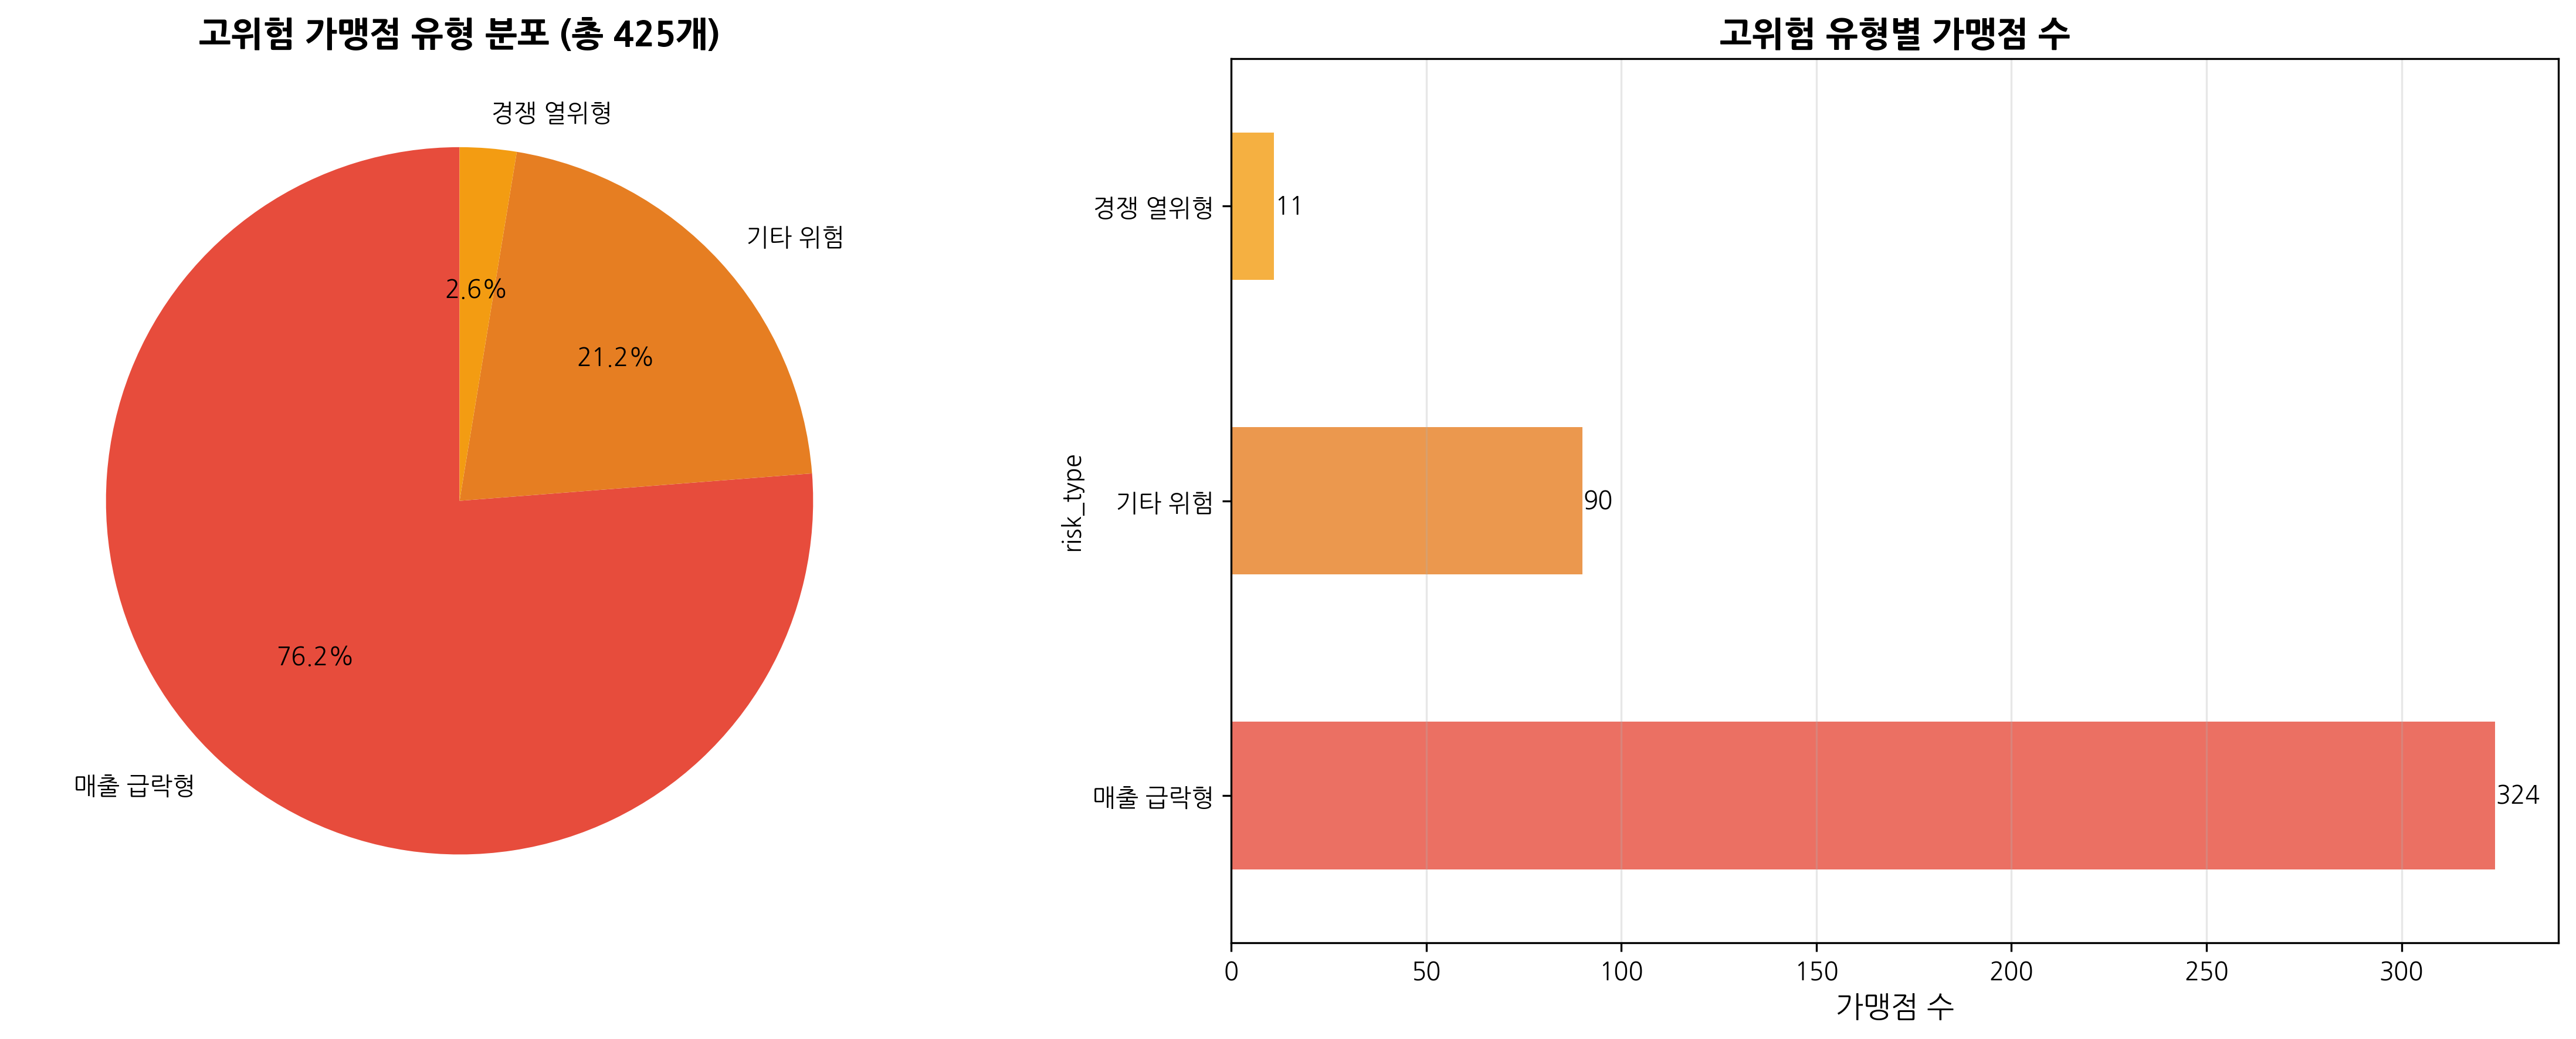 고위험 가맹점 유형 분포 (총 425개)
경쟁 열위형
기타 위험
2.6%
21.2%
76.2%
매출 급락형
고위험 유형별 가맹점 수
경쟁 열위형
11
risk_type
기타 위험
90
매출 급락형
324
0 50 100 150 200 250 300
가맹점 수